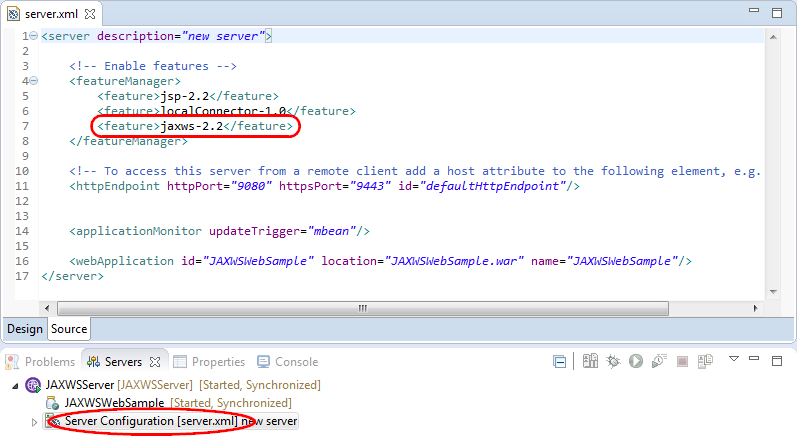 server.xml
1 <server description="new server">
2
3 <!-- Enable features -->
4 <featureManager>
5 <feature>jsp-2.2</feature>
6 <feature>localConnector-1.0</feature>
7 <feature>jaxws-2.2</feature>
8 </featureManager>
9
10 <!-- To access this server from a remote client add a host attribute to the following element, e.g.
11 <httpEndpoint httpPort="9080" httpsPort="9443" id="defaultHttpEndpoint"/>
12
13
14 <applicationMonitor updateTrigger="mbean"/>
15
16 <webApplication id="JAXWSWebSample" location="JAXWSWebSample.war" name="JAXWSWebSample"/>
17 </server>
Design Source
Problems Servers Properties Console
JAXWSServer [JAXWSServer] [Started, Synchronized]
JAXWSWebSample [Started, Synchronized]
Server Configuration [server.xml] new server